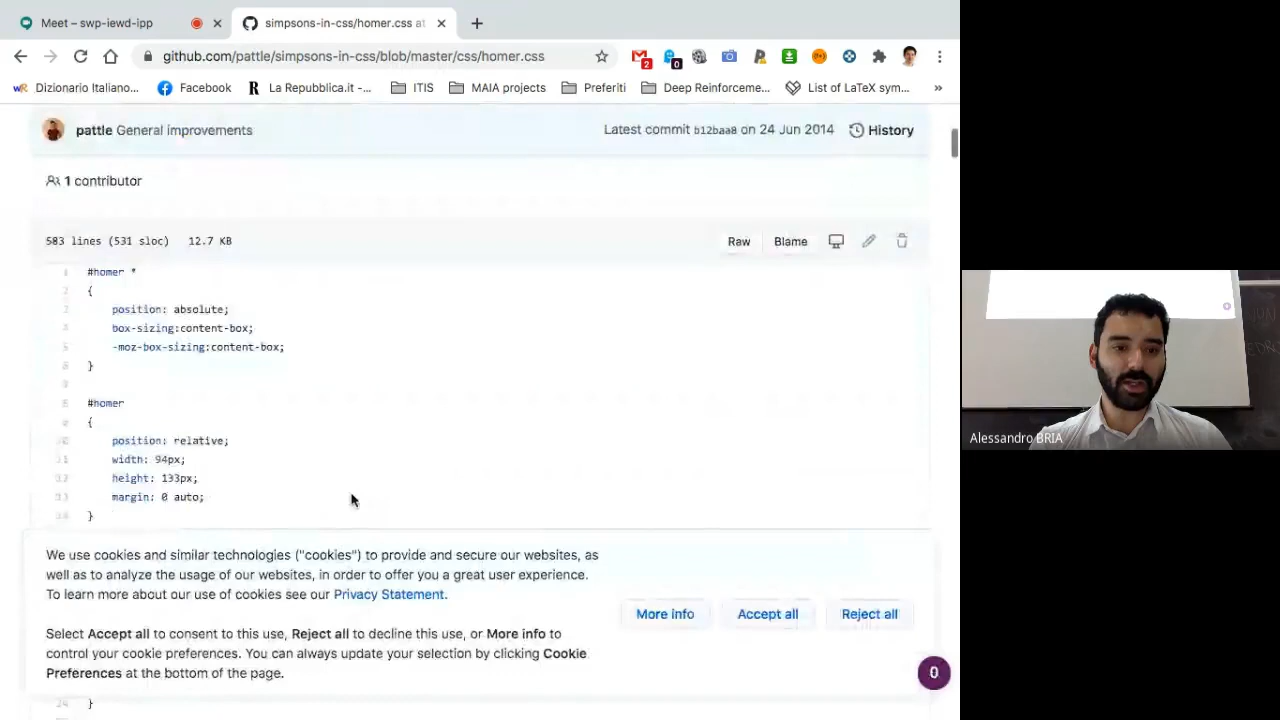 Meet – swp-iewd-ipp
simpsons-in-css/homer.css at
github.com/pattle/simpsons-in-css/blob/master/css/homer.css
2
0
Dizionario Italiano...
Facebook
La Repubblica.it -...
ITIS
MAIA projects
Preferiti
Deep Reinforceme...
List of LaTeX sym...
»
pattle General improvements
Latest commit b12baa8 on 24 Jun 2014
History
1 contributor
583 lines (531 sloc) 12.7 KB
Raw
Blame
#homer *
{
position: absolute;
box-sizing:content-box;
-moz-box-sizing:content-box;
}
#homer
{
position: relative;
width: 94px;
height: 133px;
margin: 0 auto;
}
We use cookies and similar technologies ("cookies") to provide and secure our websites, as
well as to analyze the usage of our websites, in order to offer you a great user experience.
To learn more about our use of cookies see our Privacy Statement.
Select Accept all to consent to this use, Reject all to decline this use, or More info to
control your cookie preferences. You can always update your selection by clicking Cookie
Preferences at the bottom of the page.
More info
Accept all
Reject all
0
24 }
Alessandro BRIA